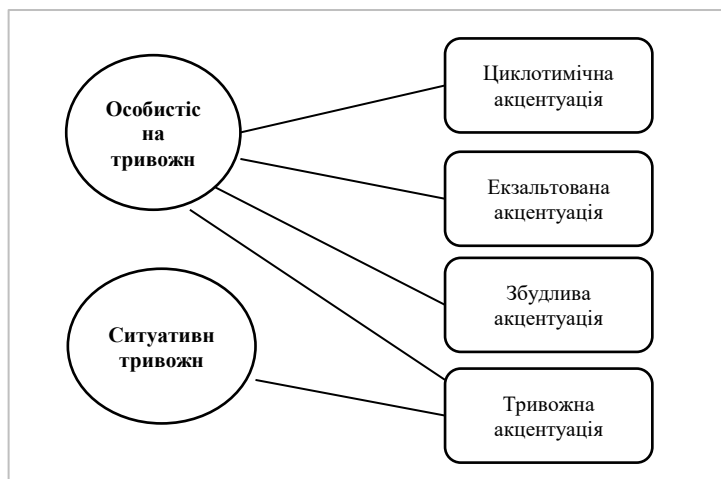 Особистіс
на
тривожн
Ситуативн
тривожн
Циклотимічна
акцентуація
Екзальтована
акцентуація
Збудлива
акцентуація
Тривожна
акцентуація